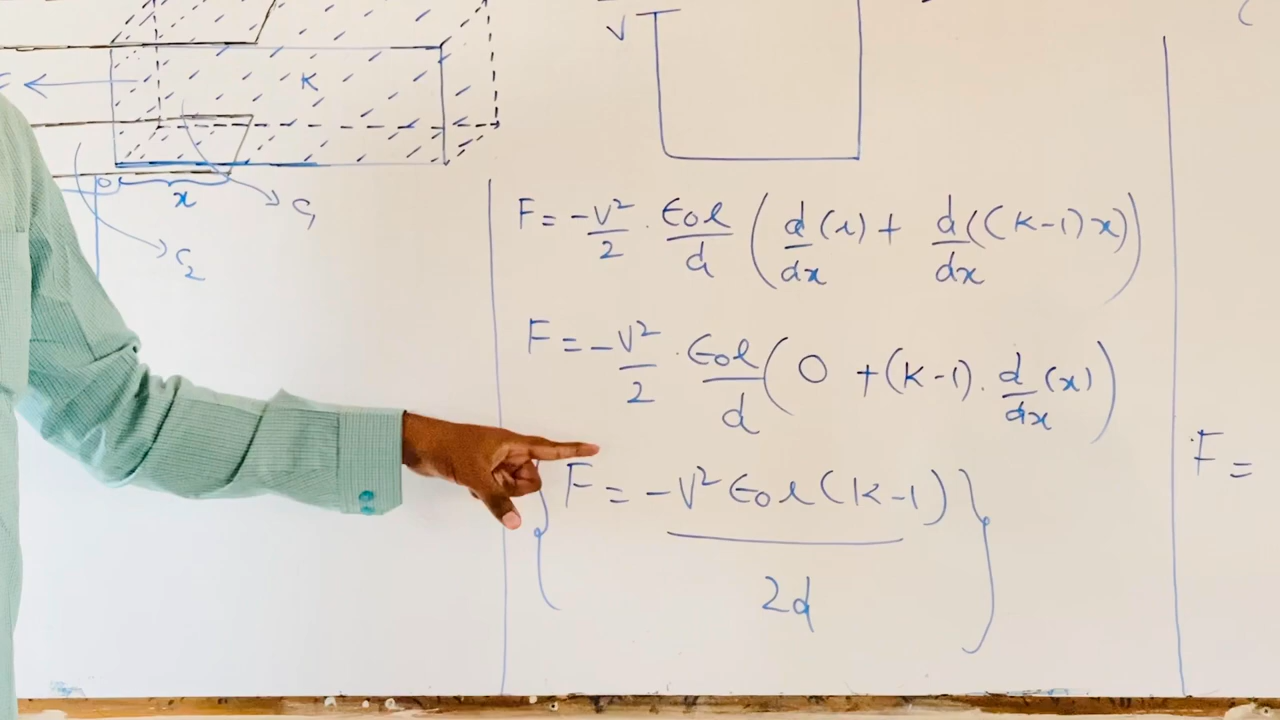 K
x
C₁
C₂
V
F = -V²/2 · ε₀l/d ( d/dx (l) + d/dx ((K-1)x) )
F = -V²/2 · ε₀l/d ( 0 + (K-1) · d/dx (x) )
F = -V² ε₀ l (K-1) / 2d
F =